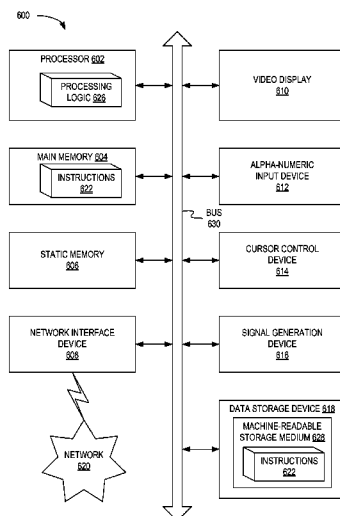 600
PROCESSOR 602
PROCESSING
LOGIC 626
MAIN MEMORY 604
INSTRUCTIONS
622
STATIC MEMORY
606
NETWORK INTERFACE
DEVICE
608
NETWORK
620
BUS
630
VIDEO DISPLAY
610
ALPHA-NUMERIC
INPUT DEVICE
612
CURSOR CONTROL
DEVICE
614
SIGNAL GENERATION
DEVICE
616
DATA STORAGE DEVICE 618
MACHINE-READABLE
STORAGE MEDIUM 628
INSTRUCTIONS
622